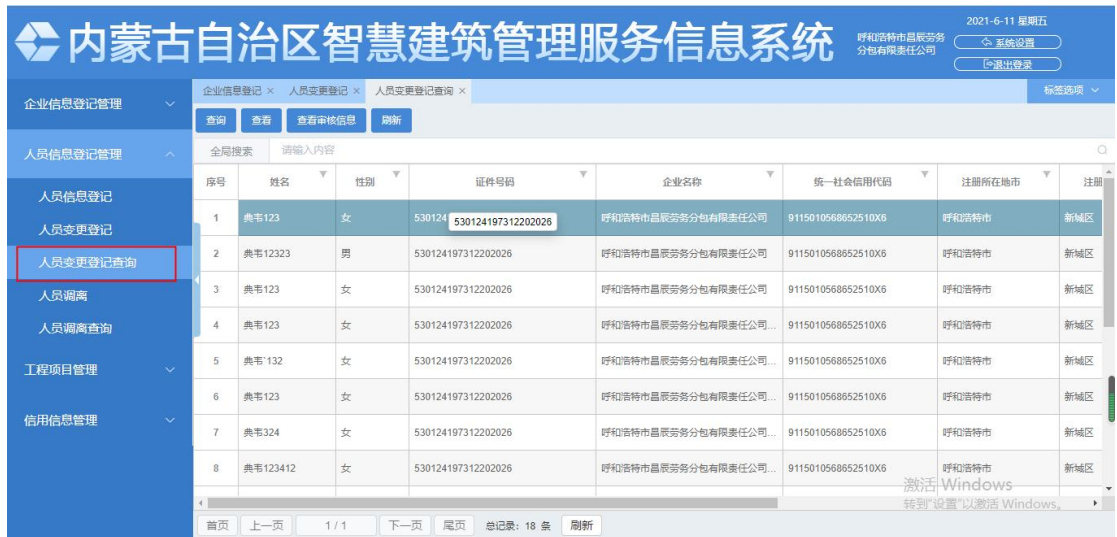 内蒙古自治区智慧建筑管理服务信息系统
呼和浩特市昌辰劳务
分包有限责任公司
2021-6-11 星期五
系统设置
退出登录
企业信息登记管理
人员信息登记管理
人员信息登记
人员变更登记
人员变更登记查询
人员调离
人员调离查询
工程项目管理
信用信息管理
企业信息登记 × 人员变更登记 × 人员变更登记查询 × 标签选项
查询 查看 查看审核信息 刷新
全局搜索 请输入内容
序号 姓名 性别 证件号码 企业名称 统一社会信用代码 注册所在地市 注册
1 典韦123 女 530124 530124197312202026 呼和浩特市昌辰劳务分包有限责任公司 9115010568652510X6 呼和浩特市 新城区
2 典韦12323 男 530124197312202026 呼和浩特市昌辰劳务分包有限责任公司 9115010568652510X6 呼和浩特市 新城区
3 典韦123 女 530124197312202026 呼和浩特市昌辰劳务分包有限责任公司 9115010568652510X6 呼和浩特市 新城区
4 典韦123 女 530124197312202026 呼和浩特市昌辰劳务分包有限责任公司... 9115010568652510X6 呼和浩特市 新城区
5 典韦`132 女 530124197312202026 呼和浩特市昌辰劳务分包有限责任公司... 9115010568652510X6 呼和浩特市 新城区
6 典韦123 女 530124197312202026 呼和浩特市昌辰劳务分包有限责任公司... 9115010568652510X6 呼和浩特市 新城区
7 典韦324 女 530124197312202026 呼和浩特市昌辰劳务分包有限责任公司... 9115010568652510X6 呼和浩特市 新城区
8 典韦123412 女 530124197312202026 呼和浩特市昌辰劳务分包有限责任公司... 9115010568652510X6 呼和浩特市 新城区
激活 Windows
转到"设置"以激活 Windows。
首页 上一页 1 / 1 下一页 尾页 总记录: 18 条 刷新